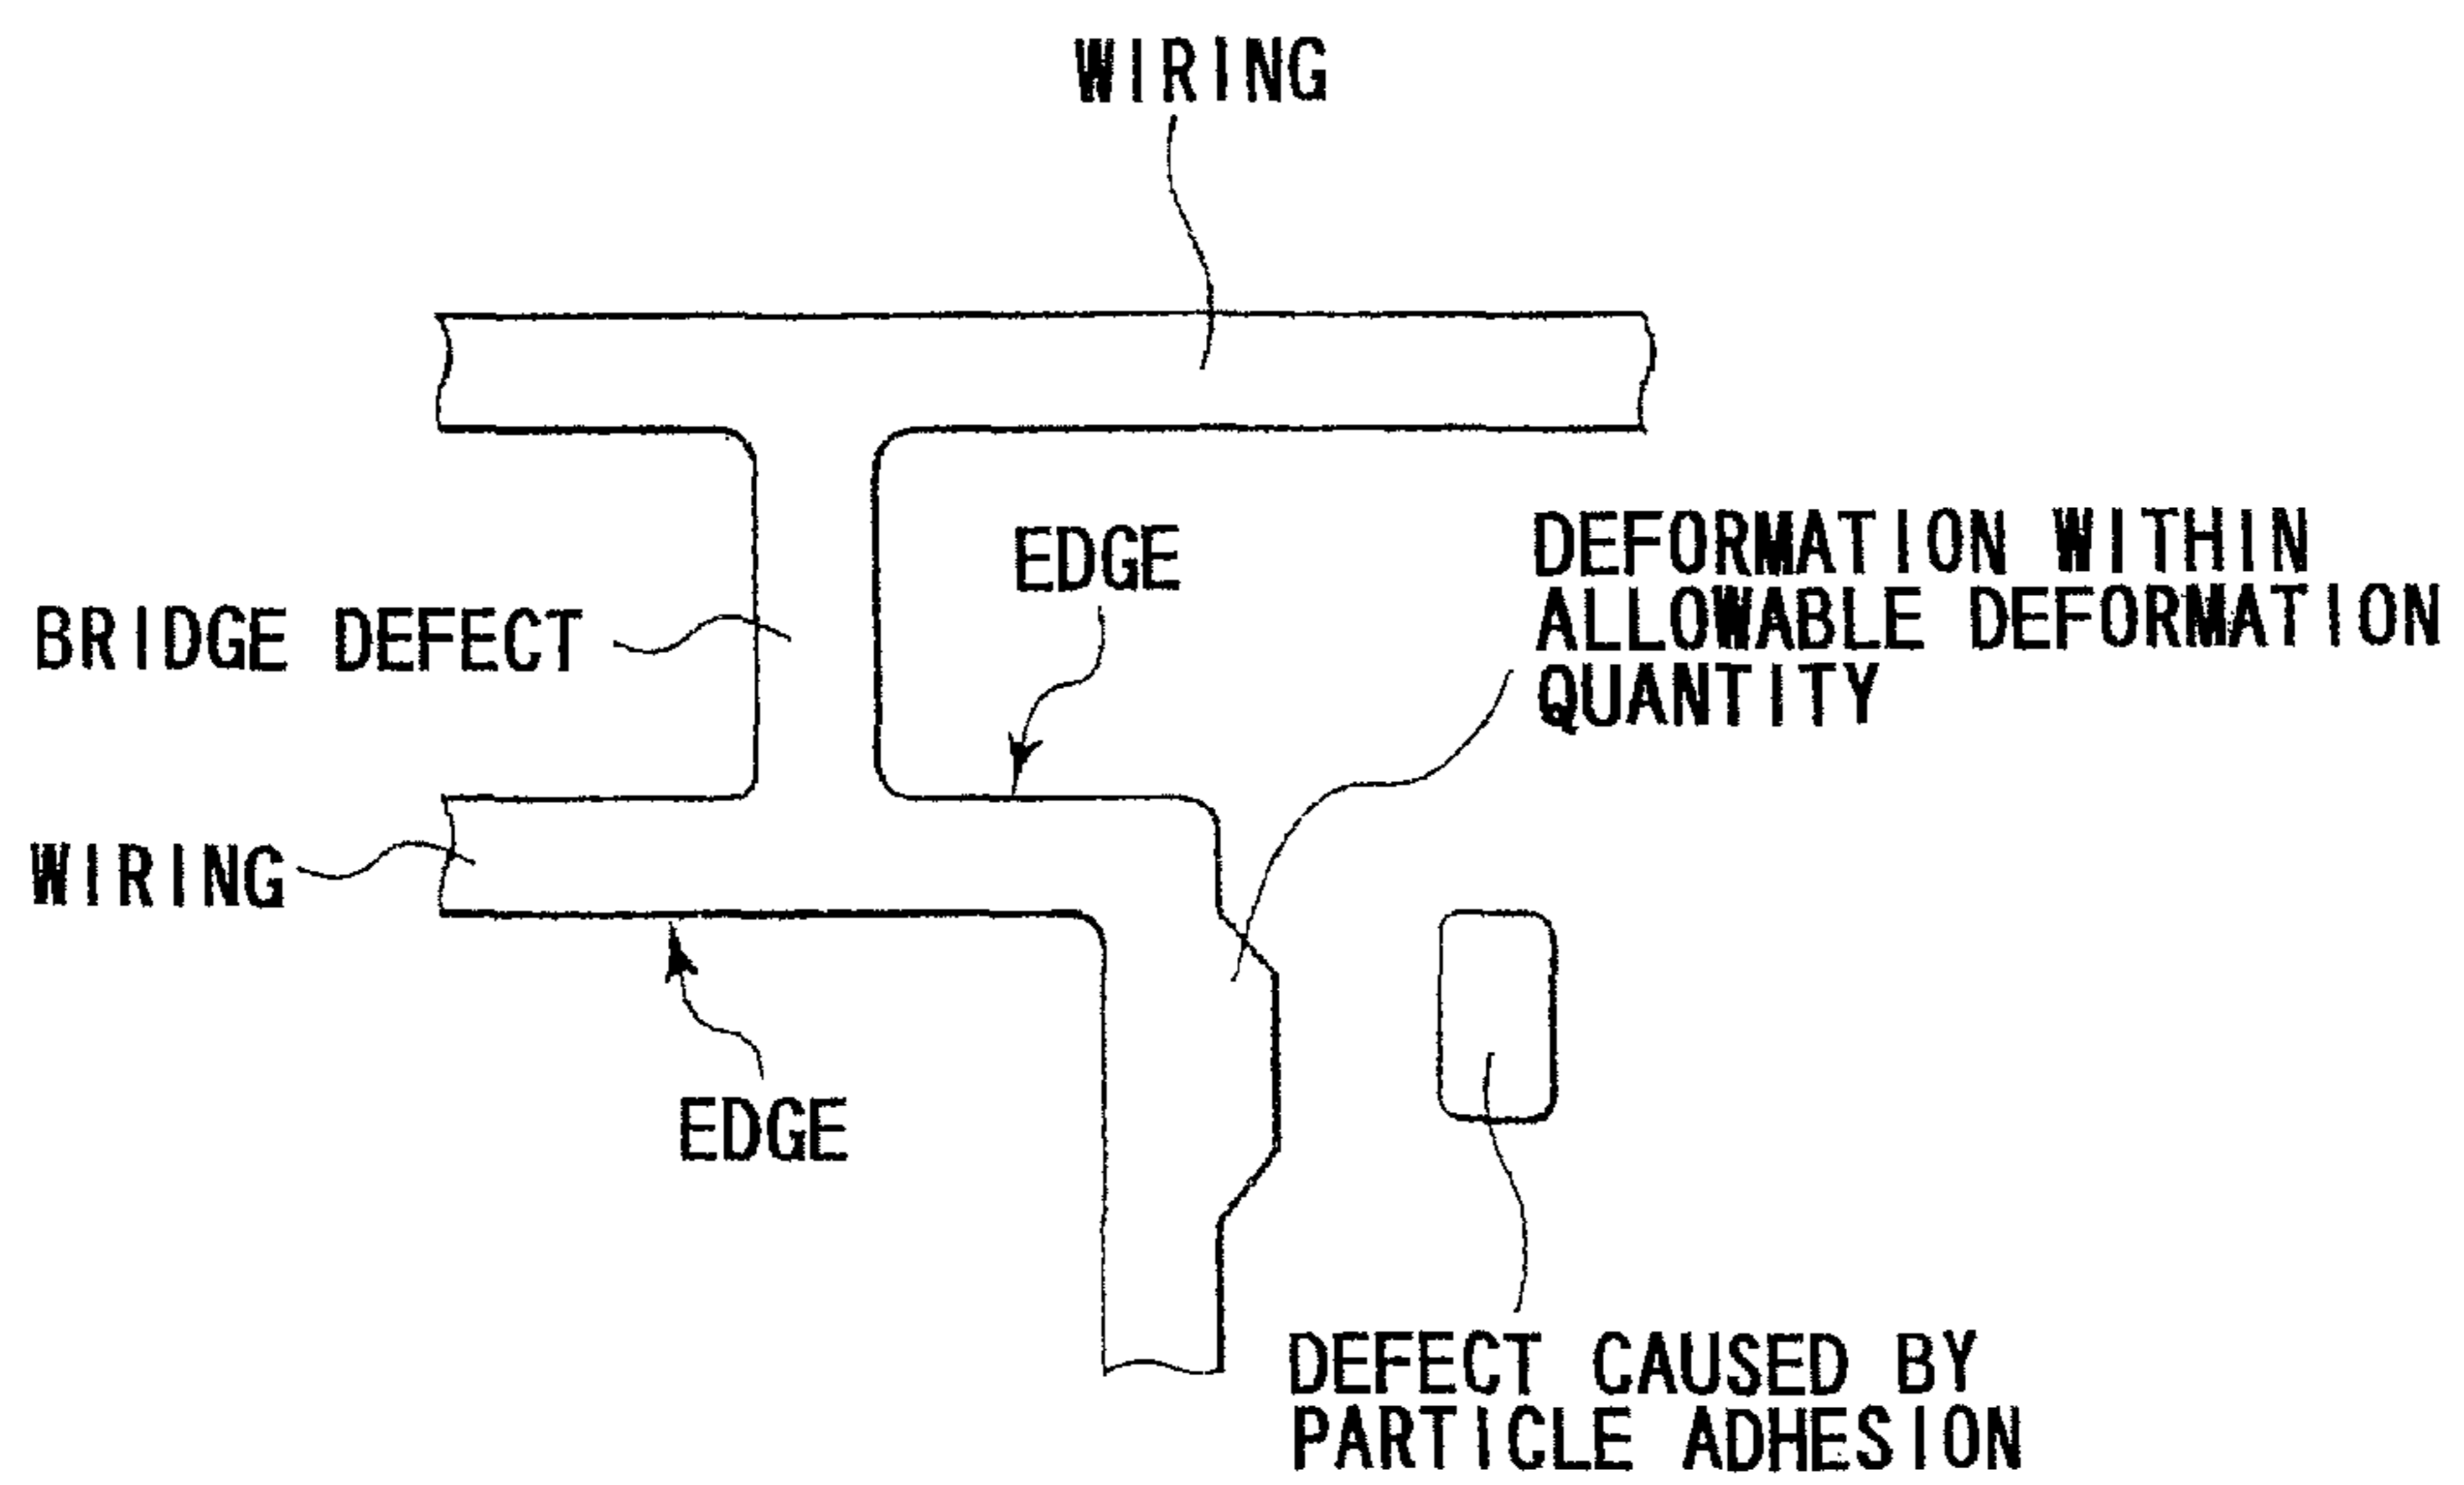 WIRING
EDGE
DEFORMATION WITHIN
ALLOWABLE DEFORMATION
QUANTITY
BRIDGE DEFECT
WIRING
EDGE
DEFECT CAUSED BY
PARTICLE ADHESION